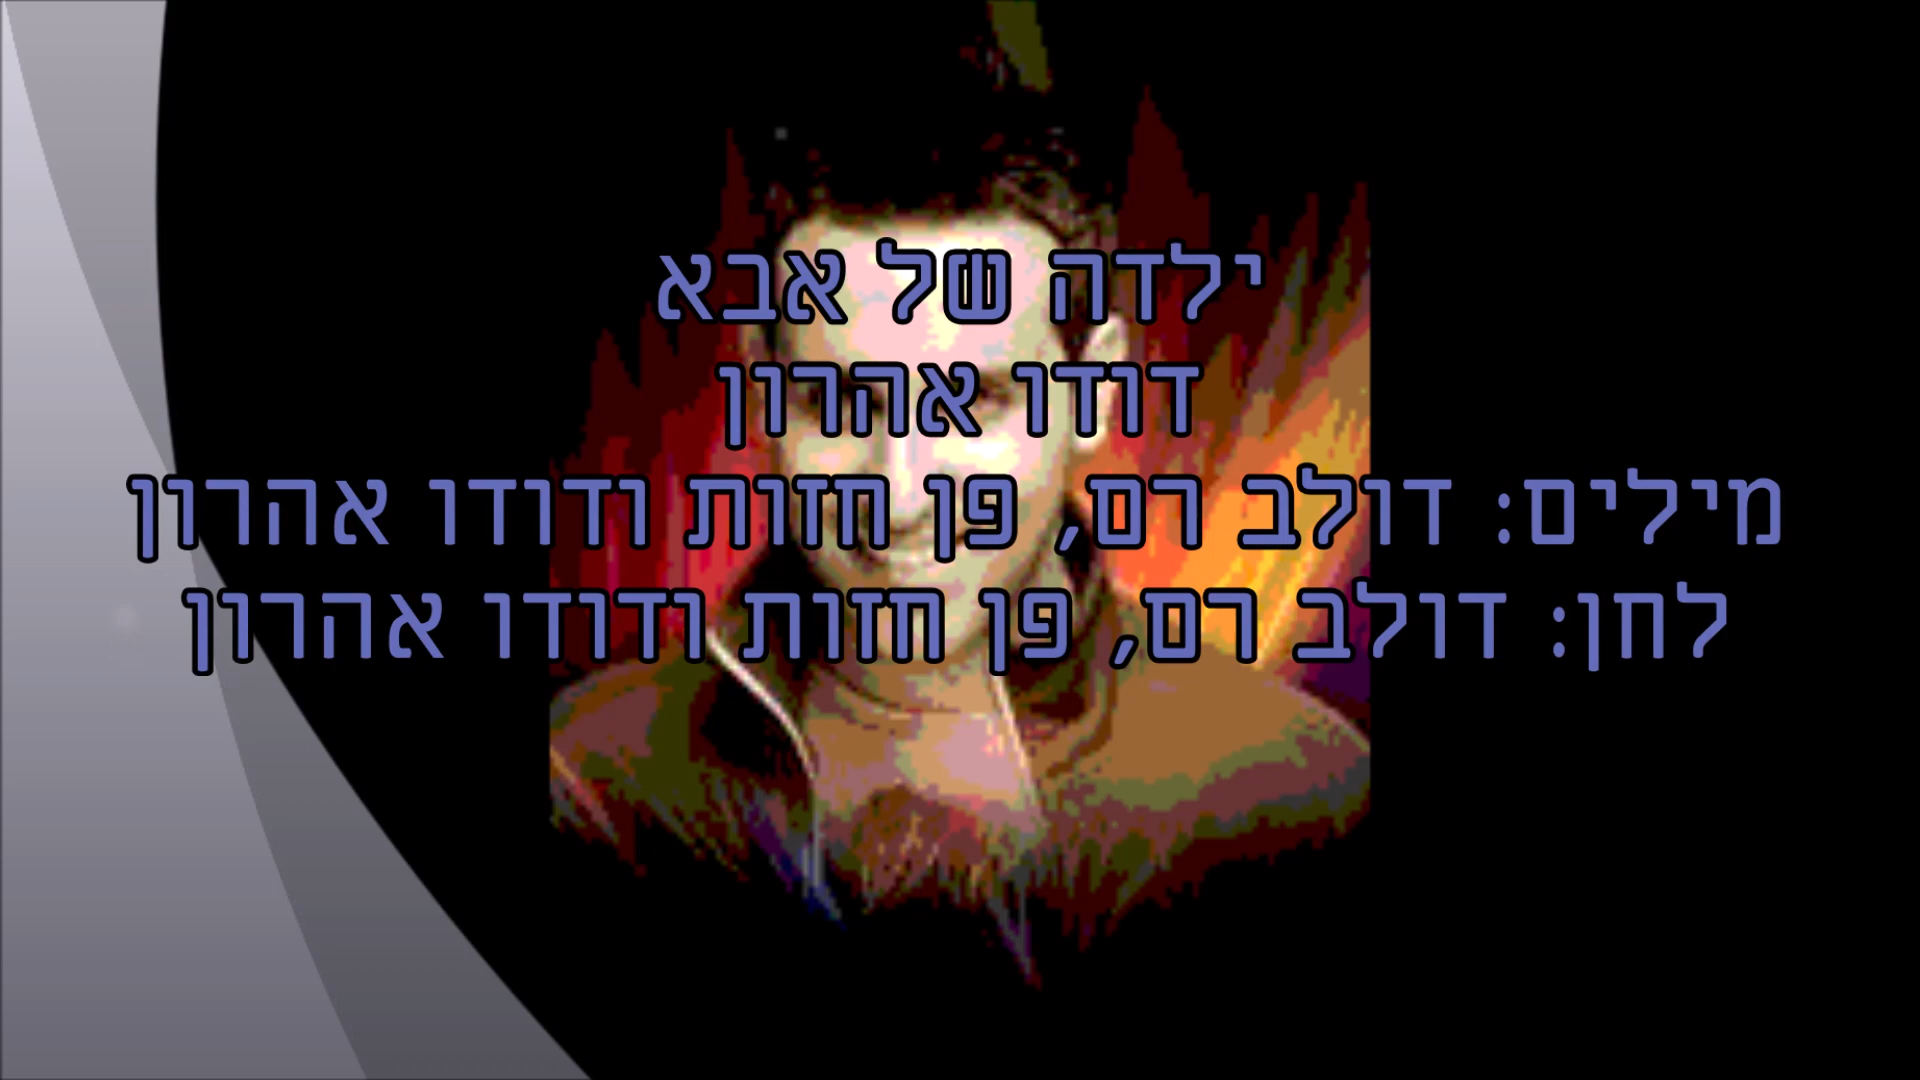 ילדה של אבא
דודו אהרון
מילים: דולב רם, פן חזות ודודו אהרון
לחן: דולב רם, פן חזות ודודו אהרון